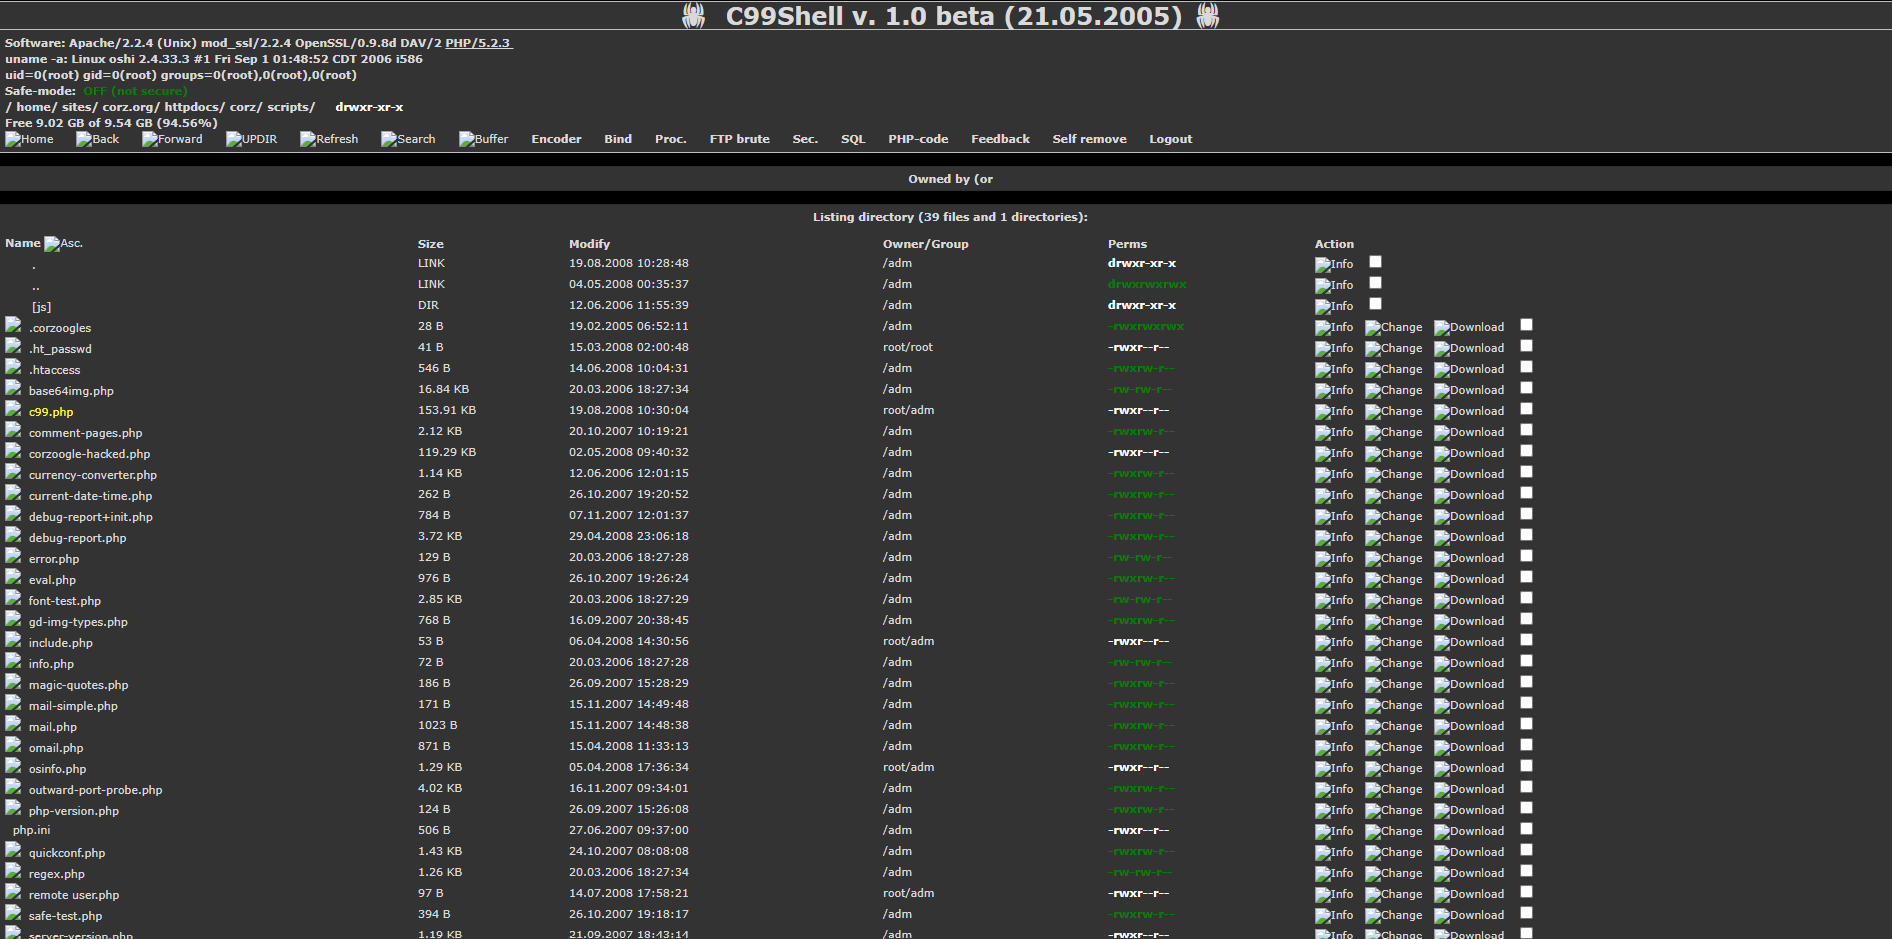 C99Shell v. 1.0 beta (21.05.2005)
Software: Apache/2.2.4 (Unix) mod_ssl/2.2.4 OpenSSL/0.9.8d DAV/2 PHP/5.2.3
uname -a: Linux oshi 2.4.33.3 #1 Fri Sep 1 01:48:52 CDT 2006 i586
uid=0(root) gid=0(root) groups=0(root),0(root),0(root)
Safe-mode: OFF (not secure)
/ home/ sites/ corz.org/ httpdocs/ corz/ scripts/ drwxr-xr-x
Free 9.02 GB of 9.54 GB (94.56%)
Home Back Forward UPDIR Refresh Search Buffer Encoder Bind Proc. FTP brute Sec. SQL PHP-code Feedback Self remove Logout
Owned by (or
Listing directory (39 files and 1 directories):
Name Asc. Size Modify Owner/Group Perms Action
. LINK 19.08.2008 10:28:48 /adm drwxr-xr-x Info
.. LINK 04.05.2008 00:35:37 /adm drwxrwxrwx Info
[js] DIR 12.06.2006 11:55:39 /adm drwxr-xr-x Info
.corzoogles 28 B 19.02.2005 06:52:11 /adm -rwxrwxrwx Info Change Download
.ht_passwd 41 B 15.03.2008 02:00:48 root/root -rwxr--r-- Info Change Download
.htaccess 546 B 14.06.2008 10:04:31 /adm -rwxrw-r-- Info Change Download
base64img.php 16.84 KB 20.03.2006 18:27:34 /adm -rw-rw-r-- Info Change Download
c99.php 153.91 KB 19.08.2008 10:30:04 root/adm -rwxr--r-- Info Change Download
comment-pages.php 2.12 KB 20.10.2007 10:19:21 /adm -rwxrw-r-- Info Change Download
corzoogle-hacked.php 119.29 KB 02.05.2008 09:40:32 /adm -rwxr--r-- Info Change Download
currency-converter.php 1.14 KB 12.06.2006 12:01:15 /adm -rwxrw-r-- Info Change Download
current-date-time.php 262 B 26.10.2007 19:20:52 /adm -rwxrw-r-- Info Change Download
debug-report+init.php 784 B 07.11.2007 12:01:37 /adm -rwxrw-r-- Info Change Download
debug-report.php 3.72 KB 29.04.2008 23:06:18 /adm -rwxrw-r-- Info Change Download
error.php 129 B 20.03.2006 18:27:28 /adm -rw-rw-r-- Info Change Download
eval.php 976 B 26.10.2007 19:26:24 /adm -rwxrw-r-- Info Change Download
font-test.php 2.85 KB 20.03.2006 18:27:29 /adm -rw-rw-r-- Info Change Download
gd-img-types.php 768 B 16.09.2007 20:38:45 /adm -rwxrw-r-- Info Change Download
include.php 53 B 06.04.2008 14:30:56 root/adm -rwxr--r-- Info Change Download
info.php 72 B 20.03.2006 18:27:28 /adm -rw-rw-r-- Info Change Download
magic-quotes.php 186 B 26.09.2007 15:28:29 /adm -rwxrw-r-- Info Change Download
mail-simple.php 171 B 15.11.2007 14:49:48 /adm -rwxrw-r-- Info Change Download
mail.php 1023 B 15.11.2007 14:48:38 /adm -rwxrw-r-- Info Change Download
omail.php 871 B 15.04.2008 11:33:13 /adm -rwxrw-r-- Info Change Download
osinfo.php 1.29 KB 05.04.2008 17:36:34 root/adm -rwxr--r-- Info Change Download
outward-port-probe.php 4.02 KB 16.11.2007 09:34:01 /adm -rwxrw-r-- Info Change Download
php-version.php 124 B 26.09.2007 15:26:08 /adm -rwxrw-r-- Info Change Download
php.ini 506 B 27.06.2007 09:37:00 /adm -rwxr--r-- Info Change Download
quickconf.php 1.43 KB 24.10.2007 08:08:08 /adm -rwxrw-r-- Info Change Download
regex.php 1.26 KB 20.03.2006 18:27:34 /adm -rw-rw-r-- Info Change Download
remote user.php 97 B 14.07.2008 17:58:21 root/adm -rwxr--r-- Info Change Download
safe-test.php 394 B 26.10.2007 19:18:17 /adm -rwxrw-r-- Info Change Download
server-version.php 1.19 KB 21.09.2007 18:43:14 /adm -rwxr--r-- Info Change Download